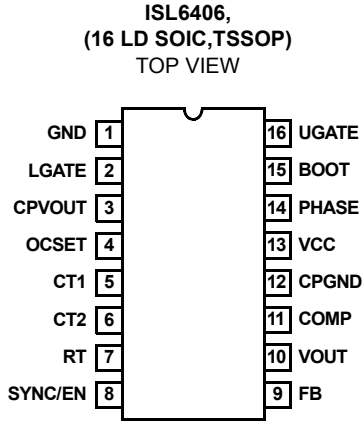 ISL6406,
(16 LD SOIC,TSSOP)
TOP VIEW
GND 1 16 UGATE
LGATE 2 15 BOOT
CPVOUT 3 14 PHASE
OCSET 4 13 VCC
CT1 5 12 CPGND
CT2 6 11 COMP
RT 7 10 VOUT
SYNC/EN 8 9 FB